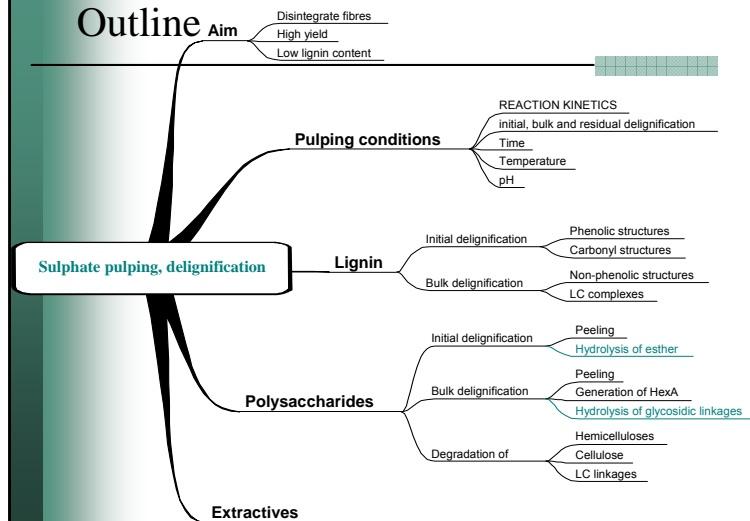 Outline
Aim
Disintegrate fibres
High yield
Low lignin content
Pulping conditions
REACTION KINETICS
initial, bulk and residual delignification
Time
Temperature
pH
Sulphate pulping, delignification
Lignin
Initial delignification
Phenolic structures
Carbonyl structures
Bulk delignification
Non-phenolic structures
LC complexes
Polysaccharides
Initial delignification
Peeling
Hydrolysis of esther
Bulk delignification
Peeling
Generation of HexA
Hydrolysis of glycosidic linkages
Degradation of
Hemicelluloses
Cellulose
LC linkages
Extractives